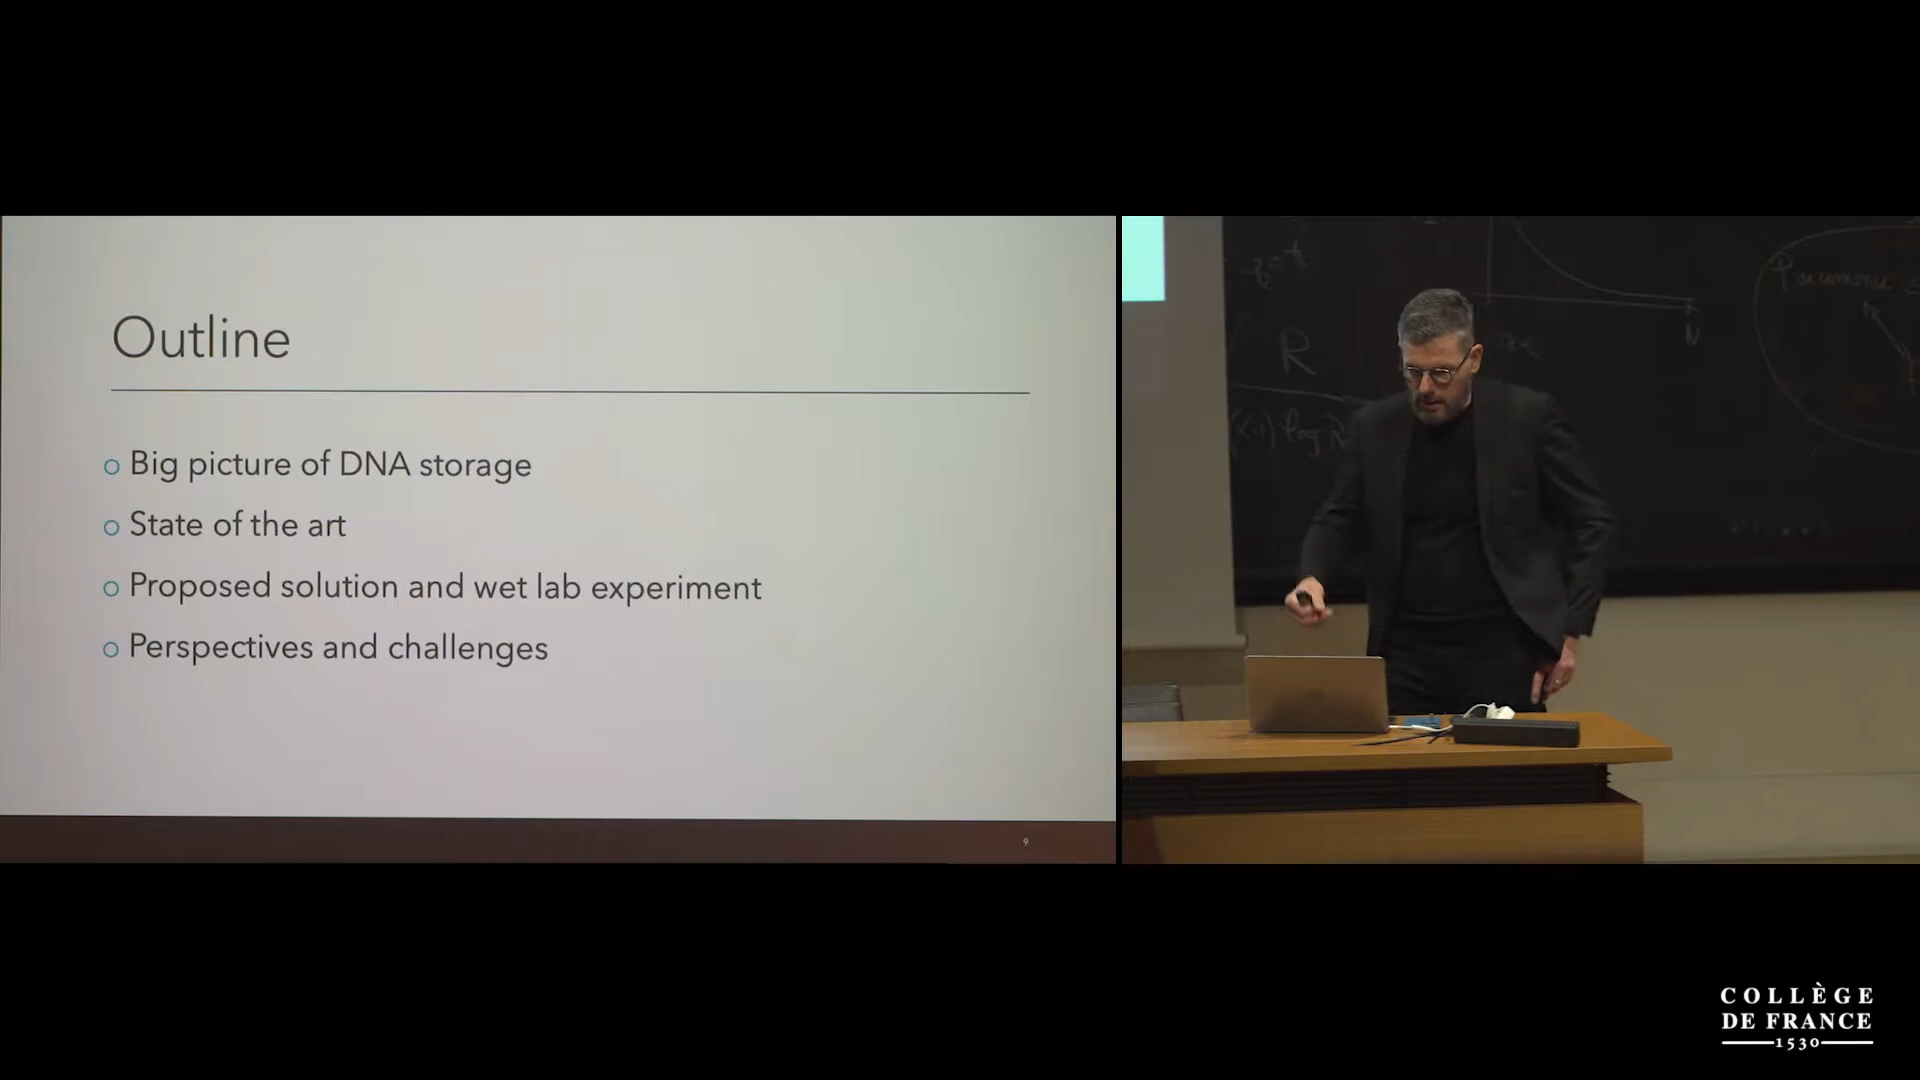 Outline
Big picture of DNA storage
State of the art
Proposed solution and wet lab experiment
Perspectives and challenges
9
R
N
log
COLLÈGE
DE FRANCE
1530